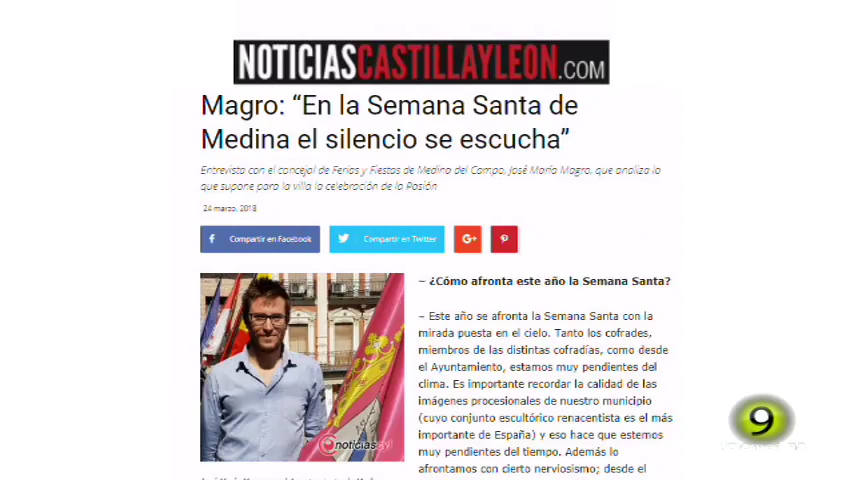 NOTICIASCASTILLAYLEON.COM
Magro: “En la Semana Santa de
Medina el silencio se escucha”
Entrevista con el concejal de Ferias y Fiestas de Medina del Campo, José María Magro, que analiza lo
que supone para la villa la celebración de la Pasión
24 marzo, 2018
Compartir en Facebook
Compartir en Twitter
– ¿Cómo afronta este año la Semana Santa?
– Este año se afronta la Semana Santa con la
mirada puesta en el cielo. Tanto los cofrades,
miembros de las distintas cofradías, como desde
el Ayuntamiento, estamos muy pendientes del
clima. Es importante recordar la calidad de las
imágenes procesionales de nuestro municipio
(cuyo conjunto escultórico renacentista es el más
importante de España) y eso hace que estemos
muy pendientes del tiempo. Además lo
afrontamos con cierto nerviosismo; desde el
noticiascyl
9